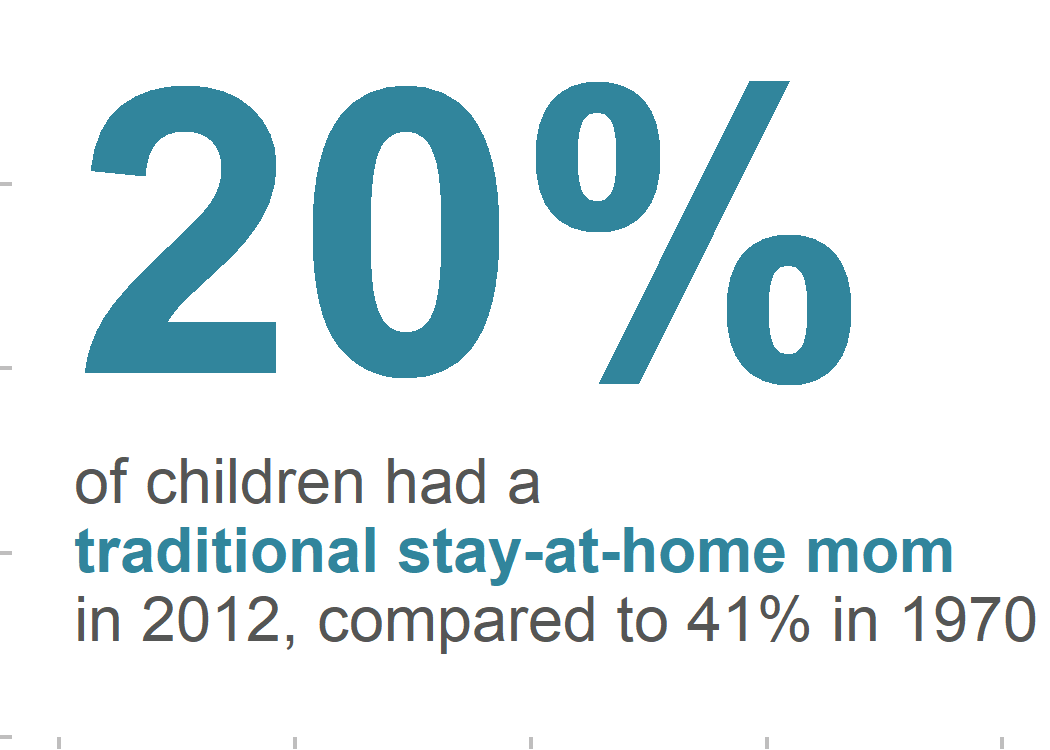 20%
of children had a
traditional stay-at-home mom
in 2012, compared to 41% in 1970